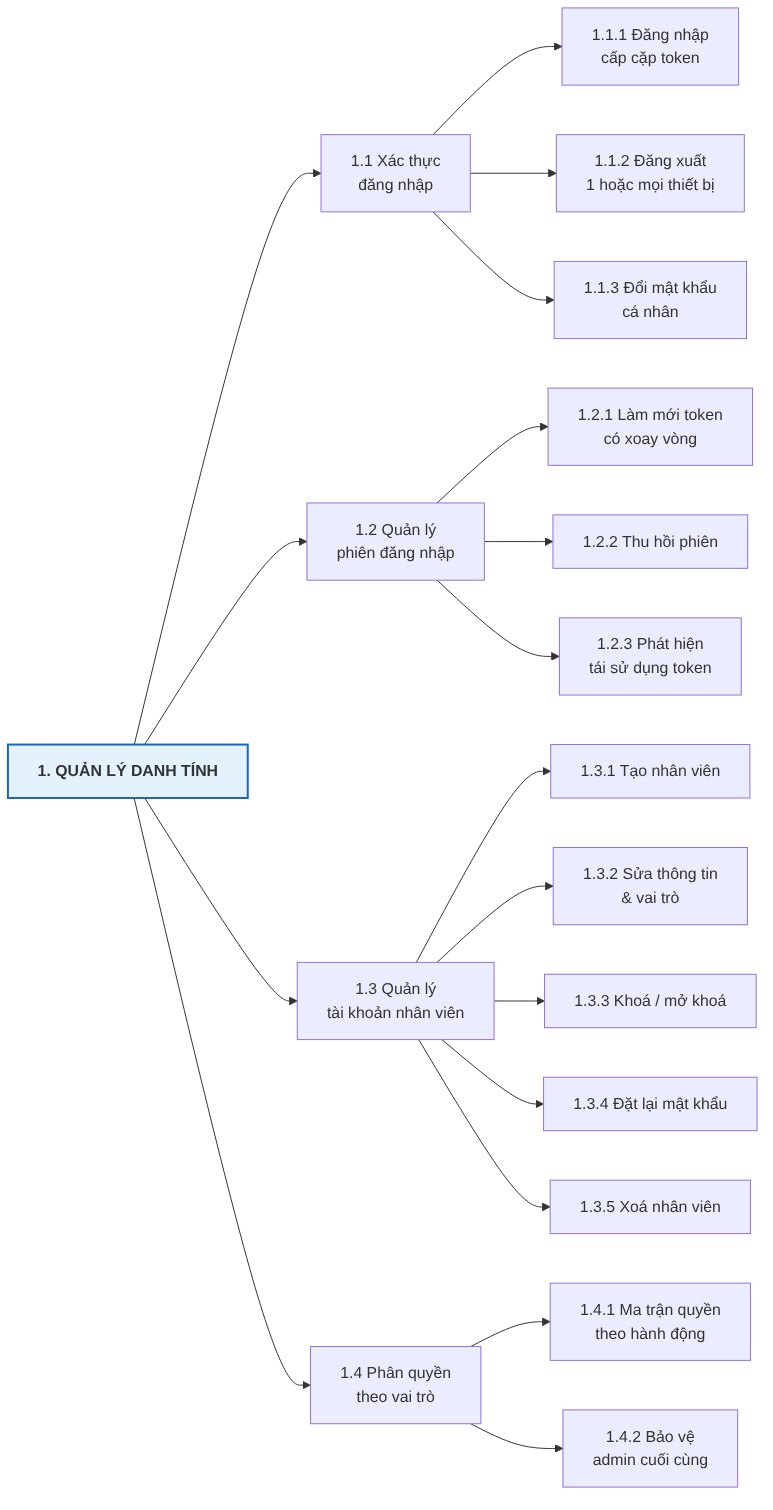 1. QUẢN LÝ DANH TÍNH
1.1 Xác thực
đăng nhập
1.1.1 Đăng nhập
cấp cặp token
1.1.2 Đăng xuất
1 hoặc mọi thiết bị
1.1.3 Đổi mật khẩu
cá nhân
1.2 Quản lý
phiên đăng nhập
1.2.1 Làm mới token
có xoay vòng
1.2.2 Thu hồi phiên
1.2.3 Phát hiện
tái sử dụng token
1.3 Quản lý
tài khoản nhân viên
1.3.1 Tạo nhân viên
1.3.2 Sửa thông tin
& vai trò
1.3.3 Khoá / mở khoá
1.3.4 Đặt lại mật khẩu
1.3.5 Xoá nhân viên
1.4 Phân quyền
theo vai trò
1.4.1 Ma trận quyền
theo hành động
1.4.2 Bảo vệ
admin cuối cùng